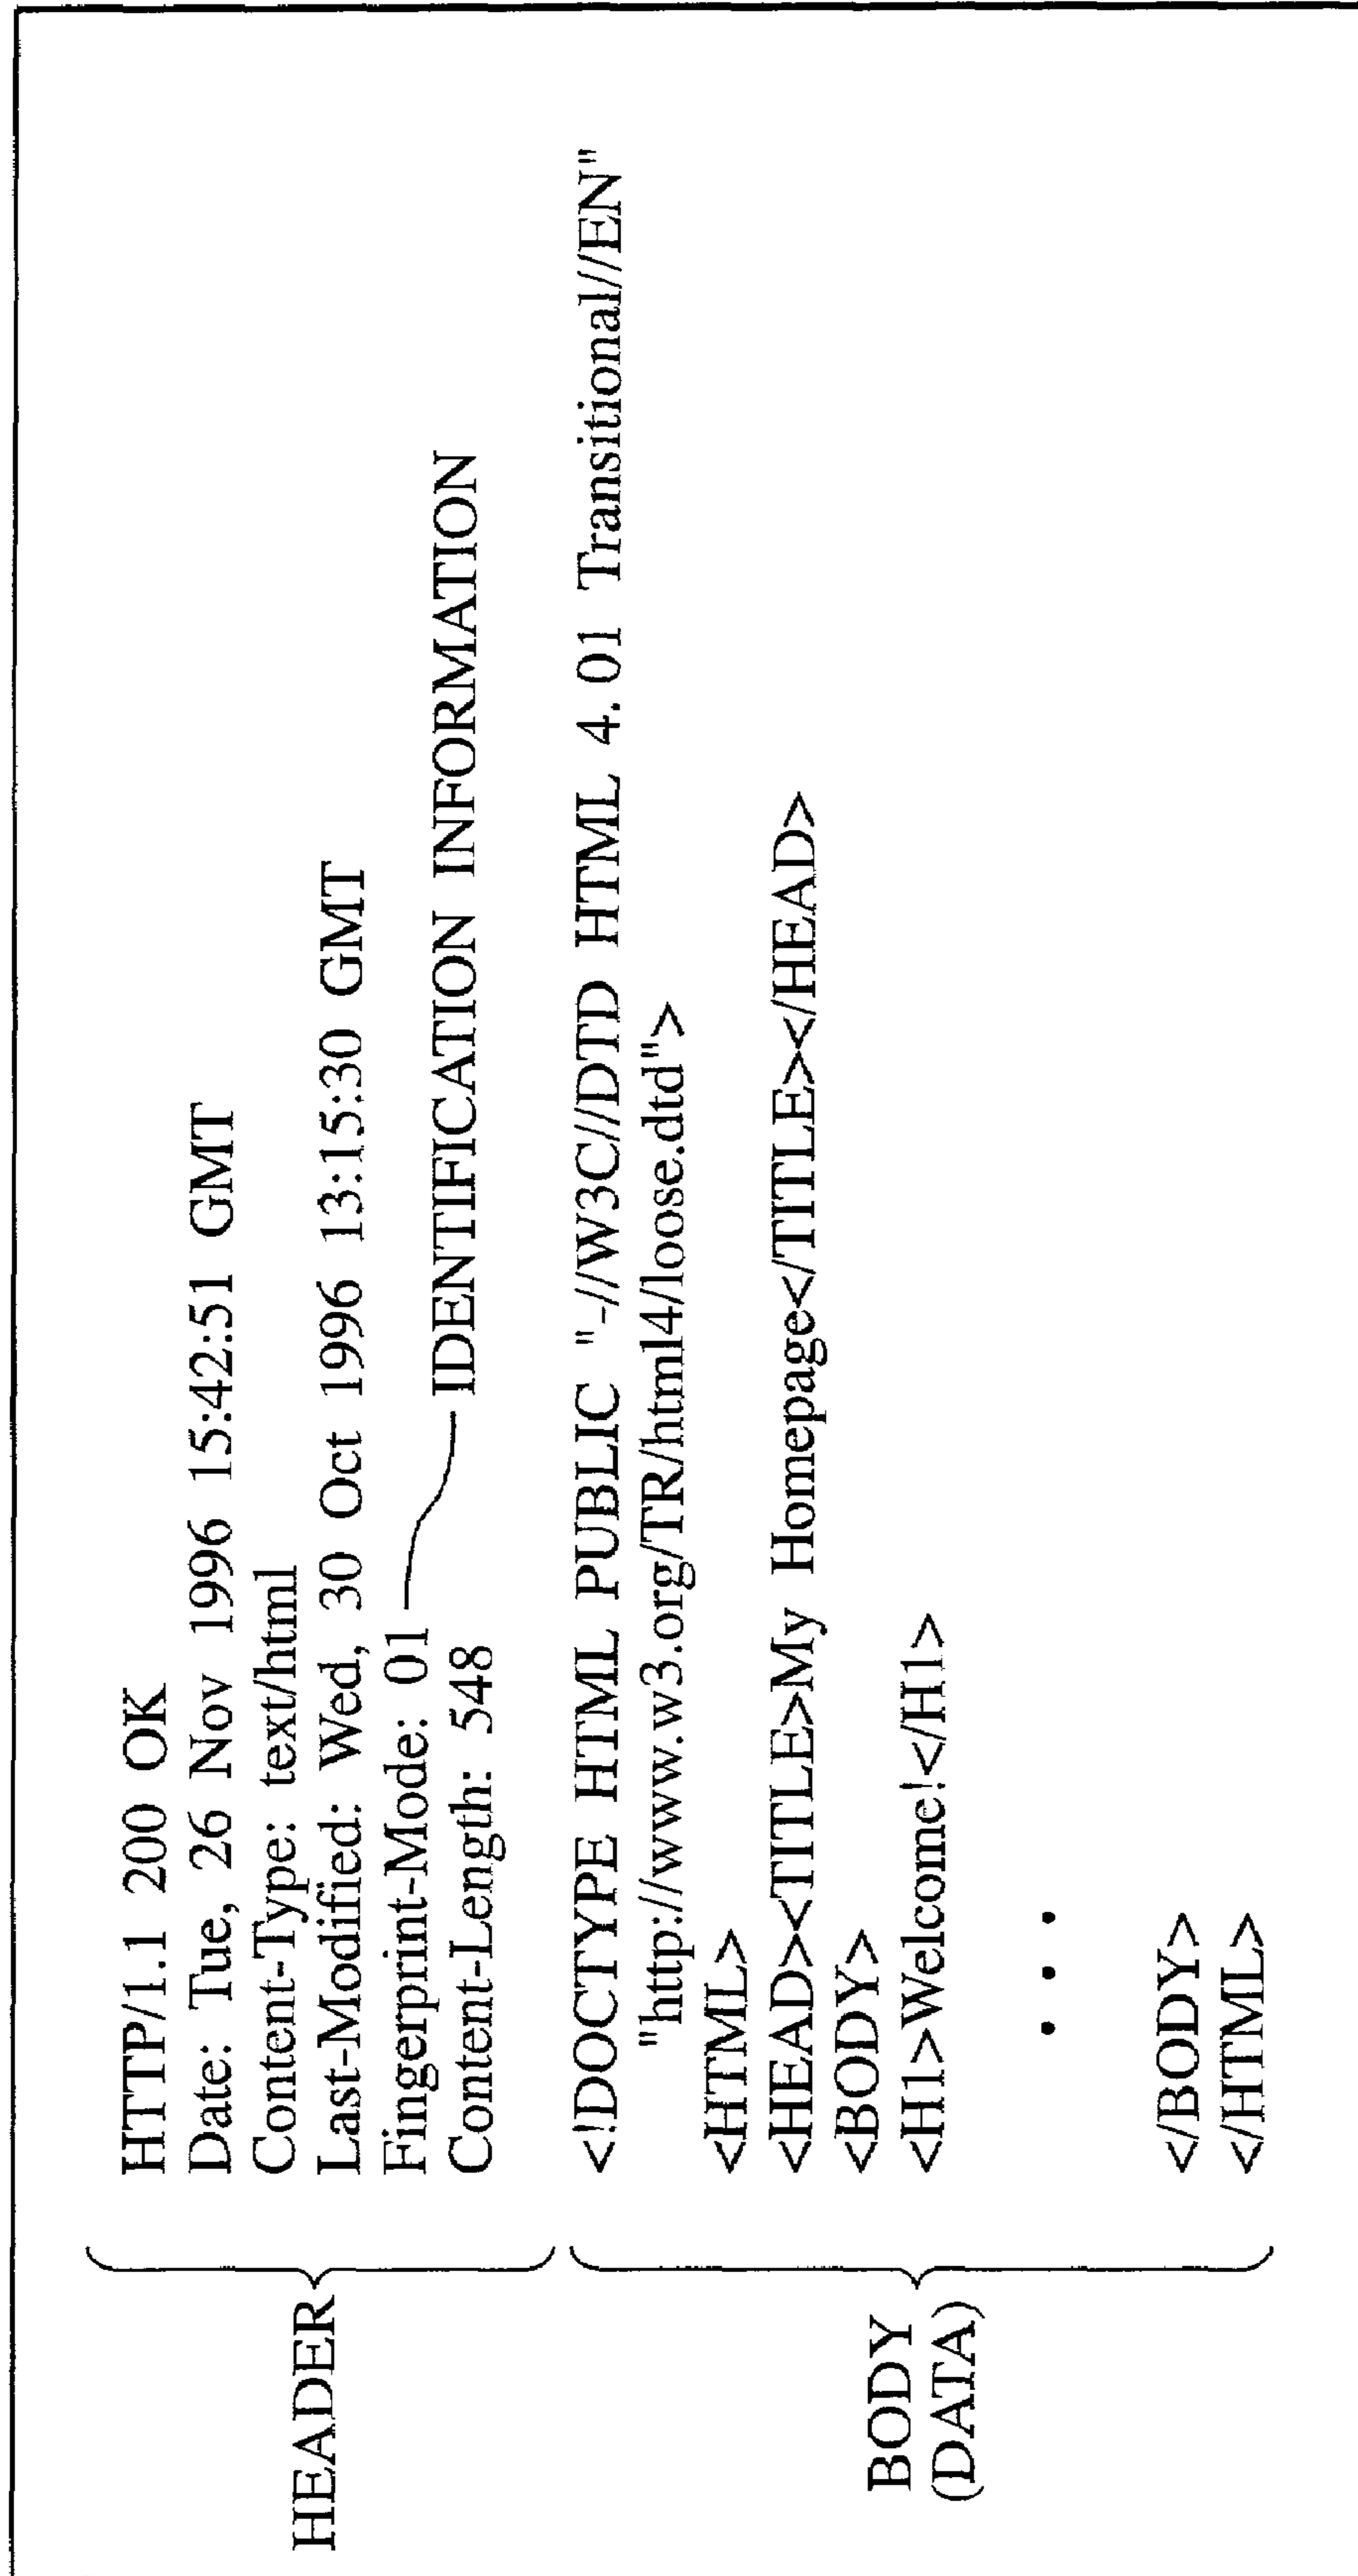 HEADER
HTTP/1.1 200 OK
Date: Tue, 26 Nov 1996 15:42:51 GMT
Content-Type: text/html
Last-Modified: Wed, 30 Oct 1996 13:15:30 GMT
Fingerprint-Mode: 01
IDENTIFICATION INFORMATION
Content-Length: 548
BODY
(DATA)
<!DOCTYPE HTML PUBLIC "-//W3C//DTD HTML 4. 01 Transitional//EN"
"http://www.w3.org/TR/html4/loose.dtd">
<HTML>
<HEAD><TITLE>My Homepage</TITLE></HEAD>
<BODY>
<H1>Welcome!</H1>
• • •
</BODY>
</HTML>